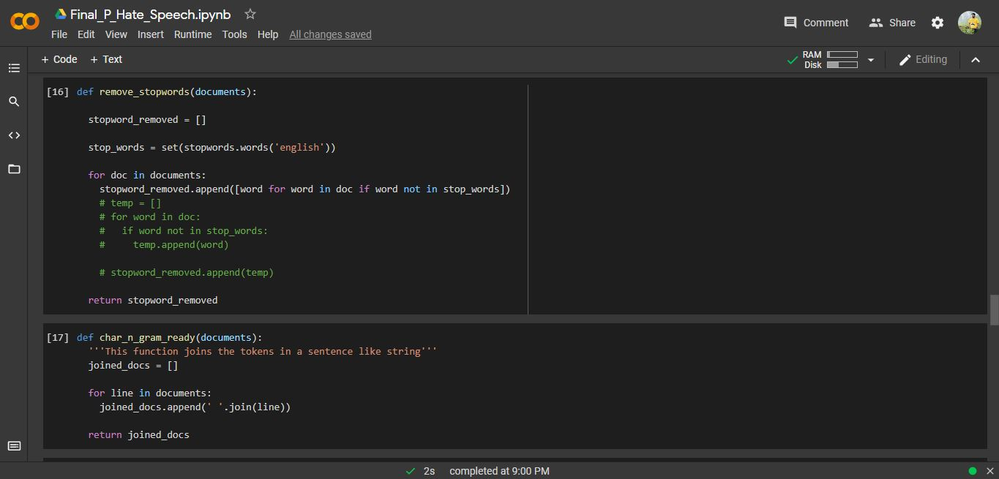 Final_P_Hate_Speech.ipynb
File Edit View Insert Runtime Tools Help All changes saved
Comment Share
+ Code + Text
RAM
Disk
Editing
[16] def remove_stopwords(documents):
stopword_removed = []
stop_words = set(stopwords.words('english'))
for doc in documents:
stopword_removed.append([word for word in doc if word not in stop_words])
# temp = []
# for word in doc:
#   if word not in stop_words:
#     temp.append(word)
# stopword_removed.append(temp)
return stopword_removed
[17] def char_n_gram_ready(documents):
'''This function joins the tokens in a sentence like string'''
joined_docs = []
for line in documents:
joined_docs.append(' '.join(line))
return joined_docs
2s completed at 9:00 PM